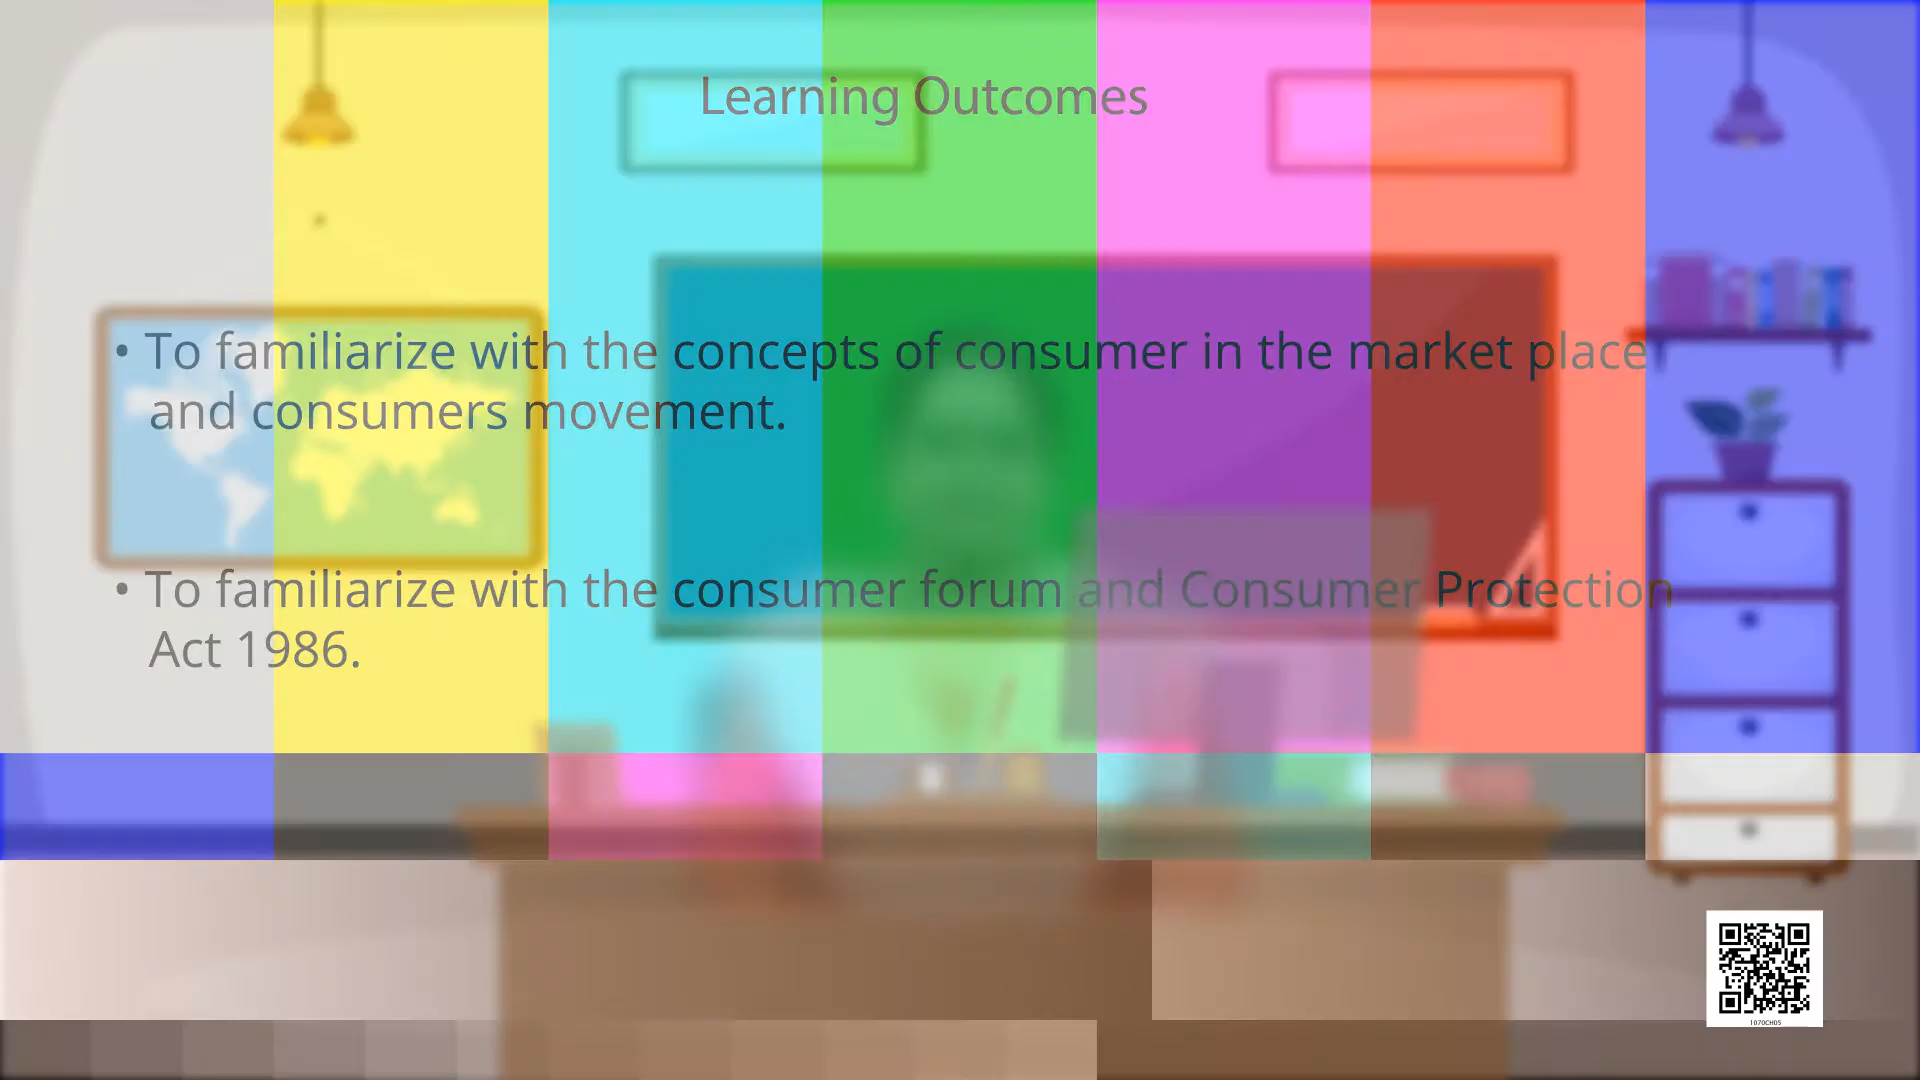 Learning Outcomes
• To familiarize with the concepts of consumer in the market place
and consumers movement.
• To familiarize with the consumer forum and Consumer Protection
Act 1986.
1070CH05